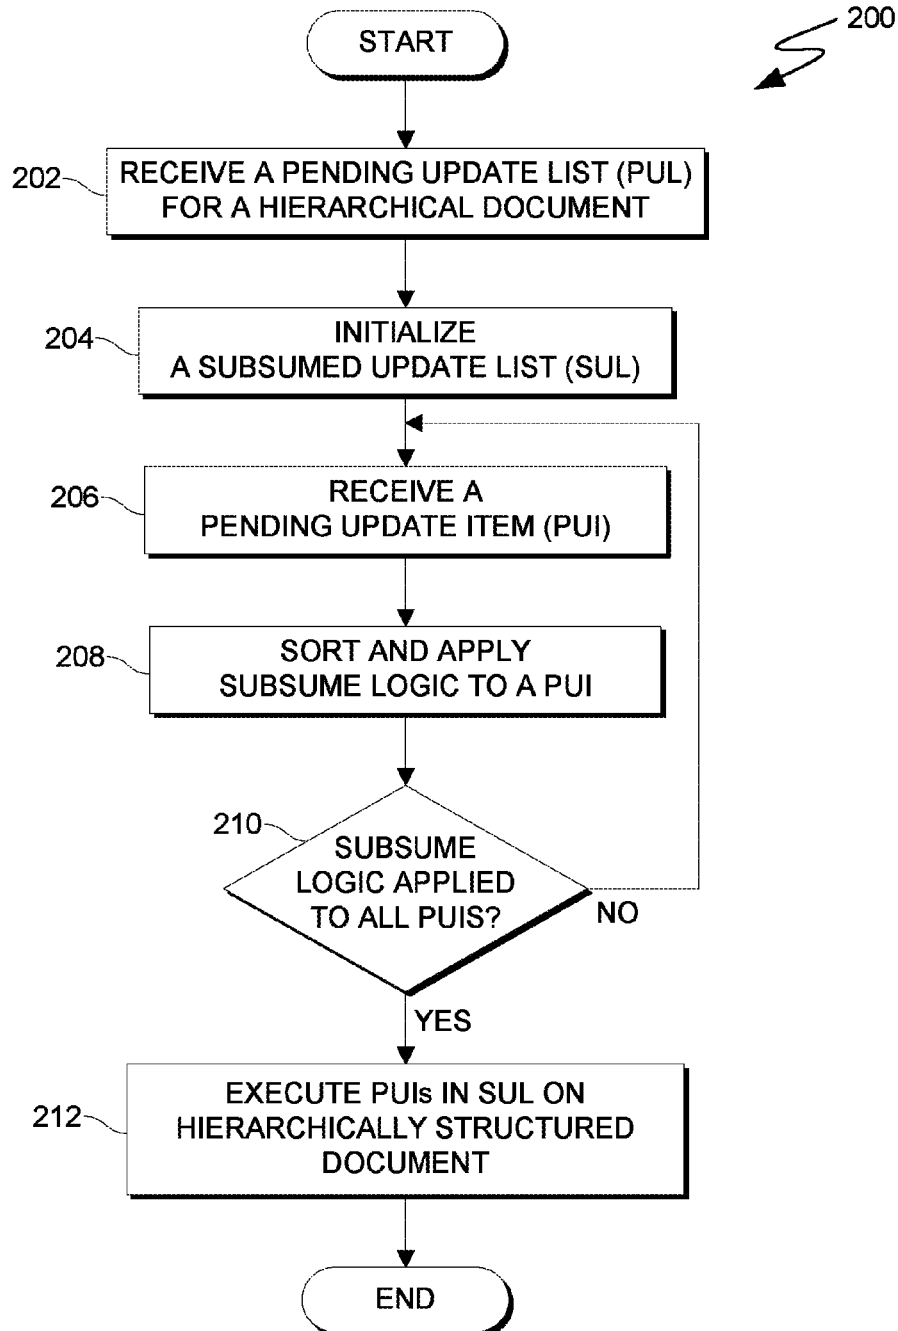 200
START
202
RECEIVE A PENDING UPDATE LIST (PUL)
FOR A HIERARCHICAL DOCUMENT
204
INITIALIZE
A SUBSUMED UPDATE LIST (SUL)
206
RECEIVE A
PENDING UPDATE ITEM (PUI)
208
SORT AND APPLY
SUBSUME LOGIC TO A PUI
210
SUBSUME
LOGIC APPLIED
TO ALL PUIS?
NO
YES
212
EXECUTE PUIs IN SUL ON
HIERARCHICALLY STRUCTURED
DOCUMENT
END